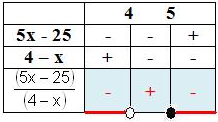 4 5
5x - 25 - - +
4 – x + - -
(5x – 25)
(4 – x) - + -